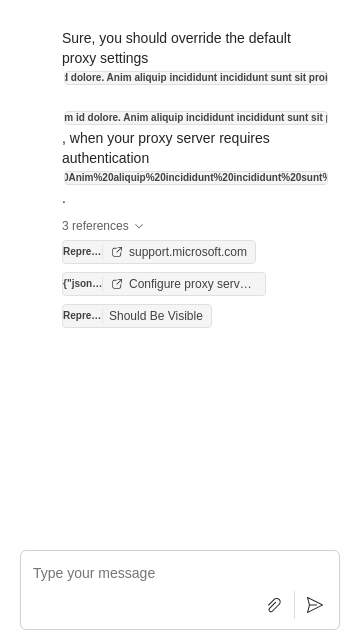 Sure, you should override the default
proxy settings
dolore. Anim aliquip incididunt incididunt sunt sit
id dolore. Anim aliquip incididunt incididunt sunt sit
, when your proxy server requires
authentication
Anim%20aliquip%20incididunt%20incididunt%20sunt%
.
3 references
Repre… support.microsoft.com
{"json… Configure proxy serv…
Repre… Should Be Visible
Type your message